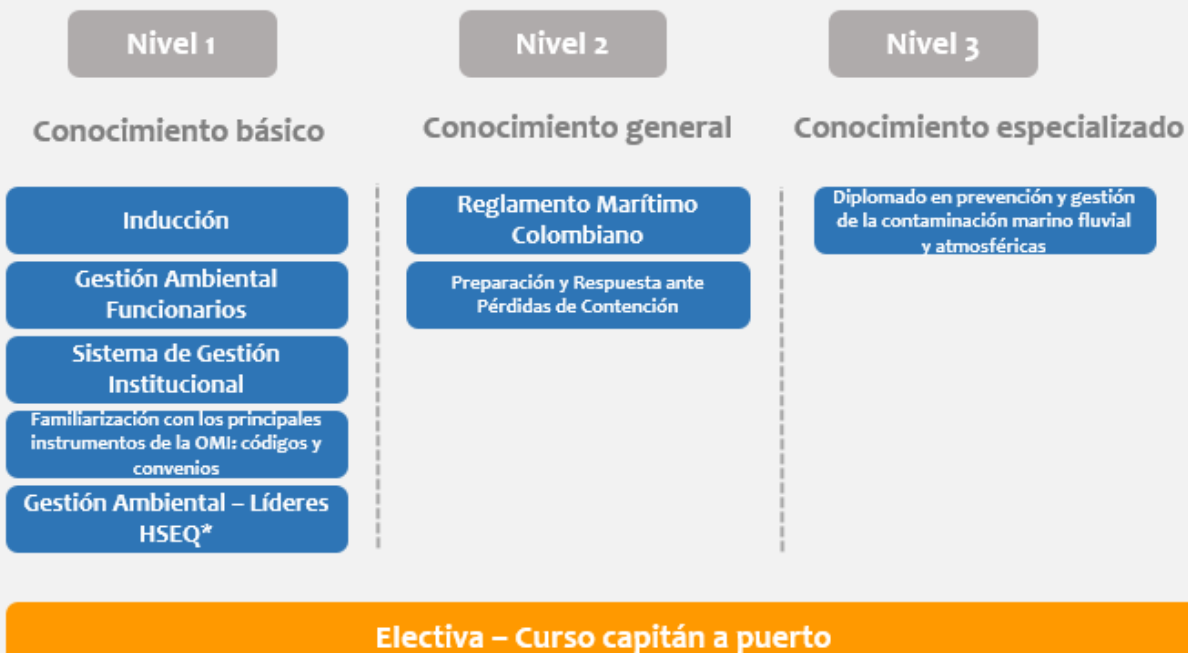 Nivel 1
Nivel 2
Nivel 3
Conocimiento básico
Conocimiento general
Conocimiento especializado
Inducción
Gestión Ambiental
Funcionarios
Sistema de Gestión
Institucional
Familiarización con los principales
instrumentos de la OMI: códigos y
convenios
Gestión Ambiental – Líderes
HSEQ*
Reglamento Marítimo
Colombiano
Preparación y Respuesta ante
Pérdidas de Contención
Diplomado en prevención y gestión
de la contaminación marino fluvial
y atmosféricas
Electiva – Curso capitán a puerto